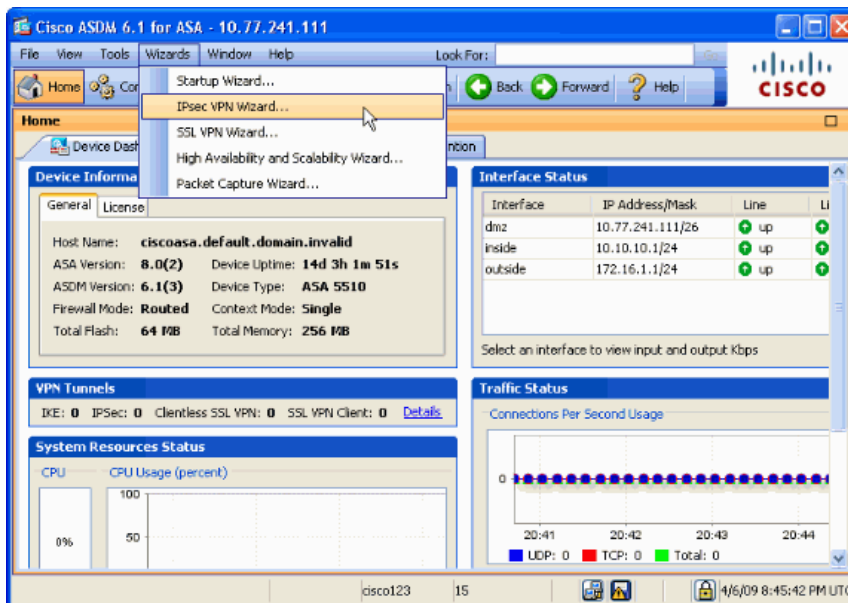 Cisco ASDM 6.1 for ASA - 10.77.241.111
File View Tools Wizards Window Help Look For: Go
Home Cor Back Forward Help
CISCO
Startup Wizard...
IPsec VPN Wizard...
SSL VPN Wizard...
High Availability and Scalability Wizard...
Packet Capture Wizard...
Home
Device Dash ntion
Device Informa
General License
Host Name: ciscoasa.default.domain.invalid
ASA Version: 8.0(2) Device Uptime: 14d 3h 1m 51s
ASDM Version: 6.1(3) Device Type: ASA 5510
Firewall Mode: Routed Context Mode: Single
Total Flash: 64 MB Total Memory: 256 MB
Interface Status
Interface IP Address/Mask Line Li
dmz 10.77.241.111/26 up
inside 10.10.10.1/24 up
outside 172.16.1.1/24 up
Select an interface to view input and output Kbps
VPN Tunnels
IKE: 0 IPSec: 0 Clientless SSL VPN: 0 SSL VPN Client: 0 Details
System Resources Status
CPU CPU Usage (percent)
100
50
0%
Traffic Status
Connections Per Second Usage
0
20:41 20:42 20:43 20:44
UDP: 0 TCP: 0 Total: 0
cisco123 15 4/6/09 8:45:42 PM UTC